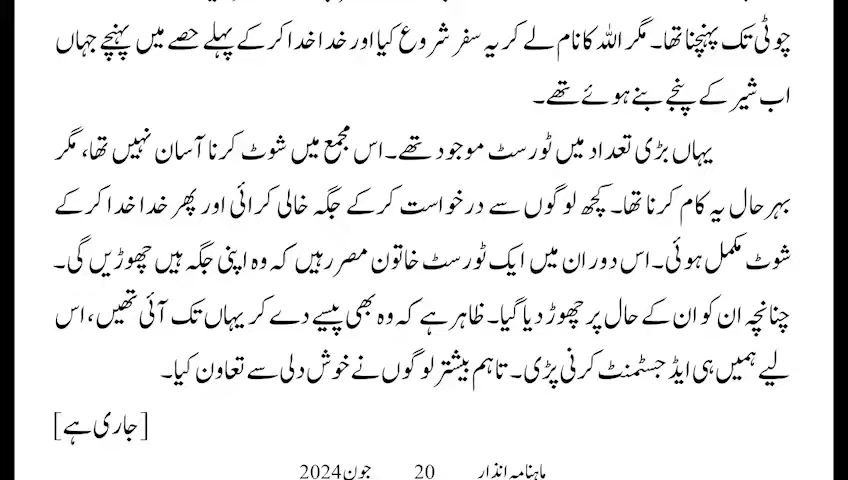 چوٹی تک پہنچنا تھا۔ مگر اللہ کا نام لے کر یہ سفر شروع کیا اور خدا خدا کر کے پہلے حصے میں پہنچے جہاں
اب شیر کے پنجے بنے ہوئے تھے۔
یہاں بڑی تعداد میں ٹورسٹ موجود تھے۔ اس مجمع میں شوٹ کرنا آسان نہیں تھا، مگر
بہر حال یہ کام کرنا تھا۔ کچھ لوگوں سے درخواست کر کے جگہ خالی کرائی اور پھر خدا خدا کر کے
شوٹ مکمل ہوئی۔ اس دوران میں ایک ٹورسٹ خاتون مصر رہیں کہ وہ اپنی جگہ ہیں چھوڑیں گی۔
چنانچہ ان کو ان کے حال پر چھوڑ دیا گیا۔ ظاہر ہے کہ وہ بھی پیسے دے کر یہاں تک آئی تھیں، اس
لیے ہمیں ہی ایڈجسٹمنٹ کرنی پڑی۔ تاہم بیشتر لوگوں نے خوش دلی سے تعاون کیا۔
[جاری ہے]
ماہنامہ انذار 20 جون 2024